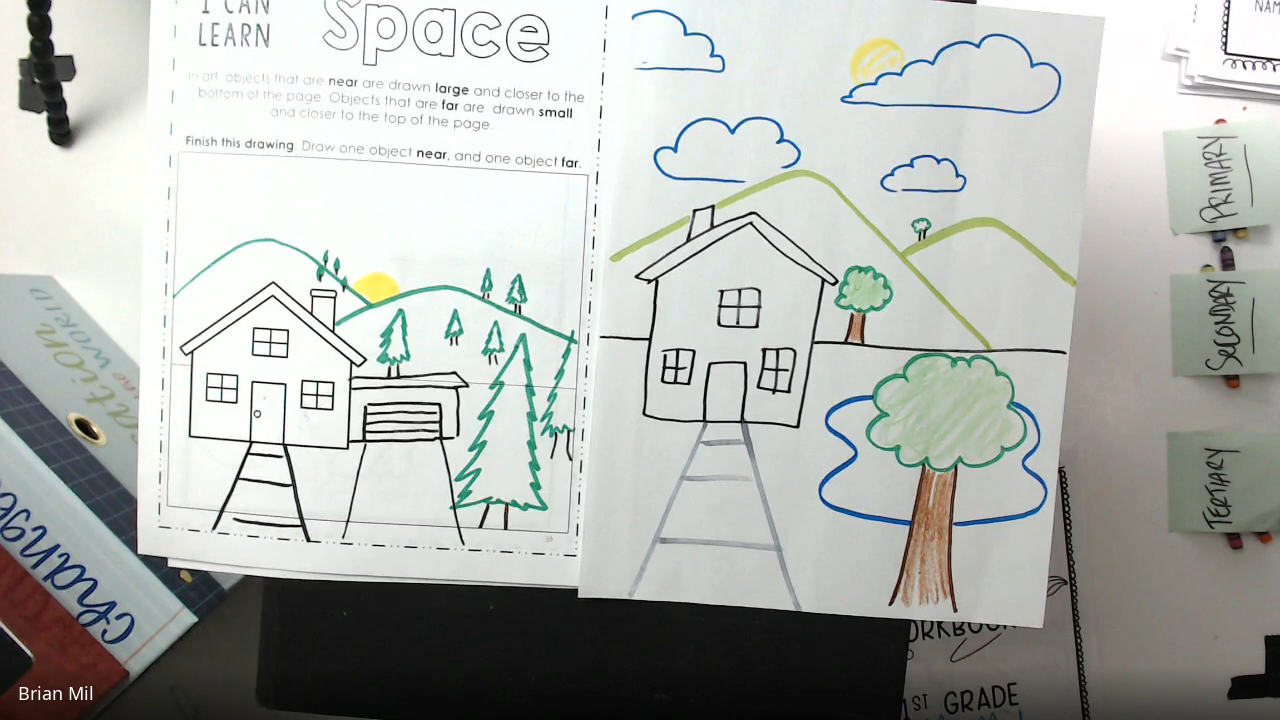 I CAN
LEARN
Space
In art, objects that are near are drawn large and closer to the
bottom of the page. Objects that are far are drawn small
and closer to the top of the page.
Finish this drawing. Draw one object near, and one object far.
PRIMARY
SECONDARY
TERTIARY
1ST GRADE
change
Brian Mil